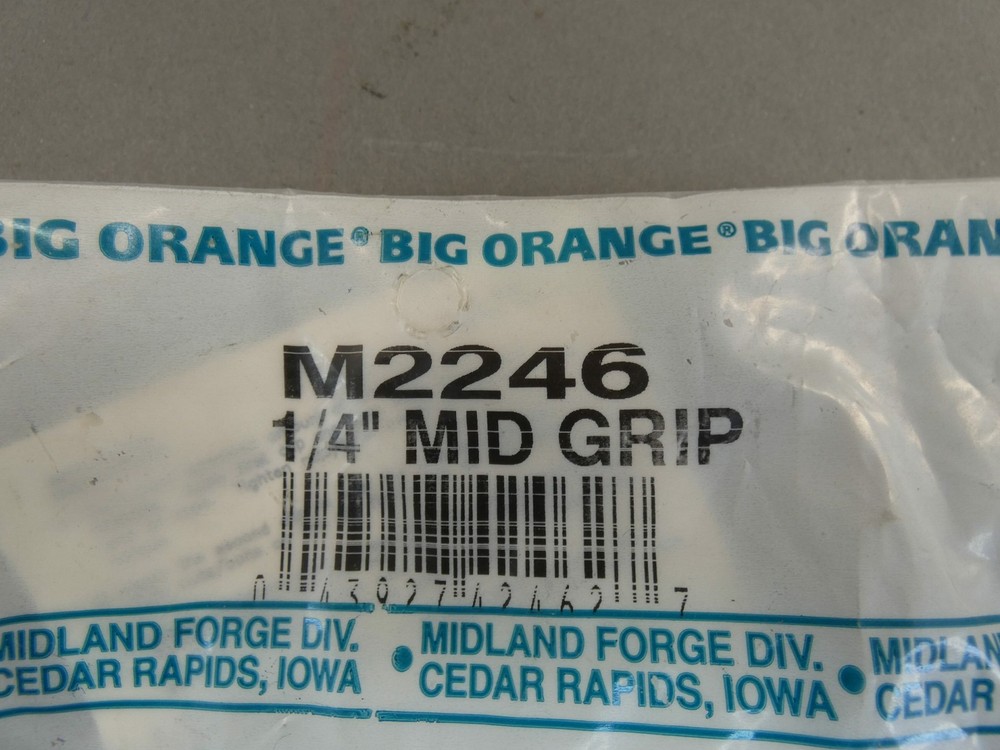 BIG ORANGE® BIG ORANGE® BIG ORAN
M2246
1/4" MID GRIP
0 43927 42462 7
MIDLAND FORGE DIV. • MIDLAND FORGE DIV. • MIDLAN
CEDAR RAPIDS, IOWA CEDAR RAPIDS, IOWA CEDAR